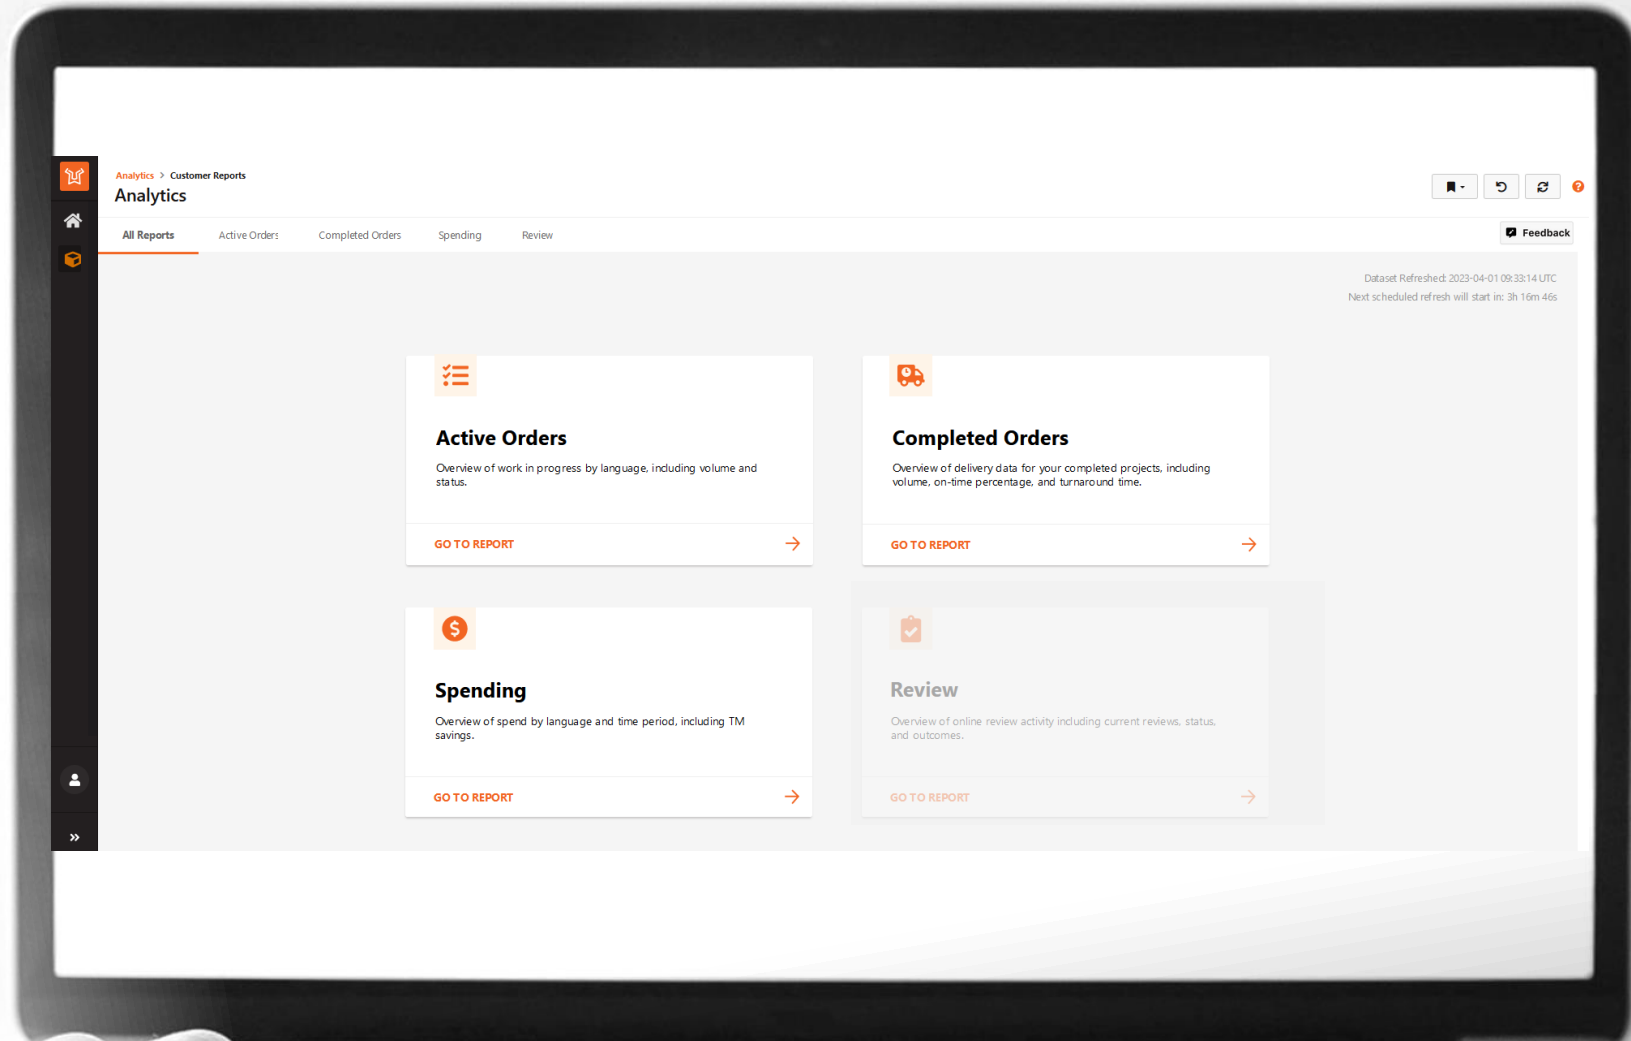 Analytics > Customer Reports
Analytics
All Reports Active Orders Completed Orders Spending Review
Feedback
Dataset Refreshed: 2023-04-01 09:33:14 UTC
Next scheduled refresh will start in: 3h 16m 46s
Active Orders
Overview of work in progress by language, including volume and
status.
GO TO REPORT
Completed Orders
Overview of delivery data for your completed projects, including
volume, on-time percentage, and turnaround time.
GO TO REPORT
Spending
Overview of spend by language and time period, including TM
savings.
GO TO REPORT
Review
Overview of online review activity including current reviews, status,
and outcomes.
GO TO REPORT